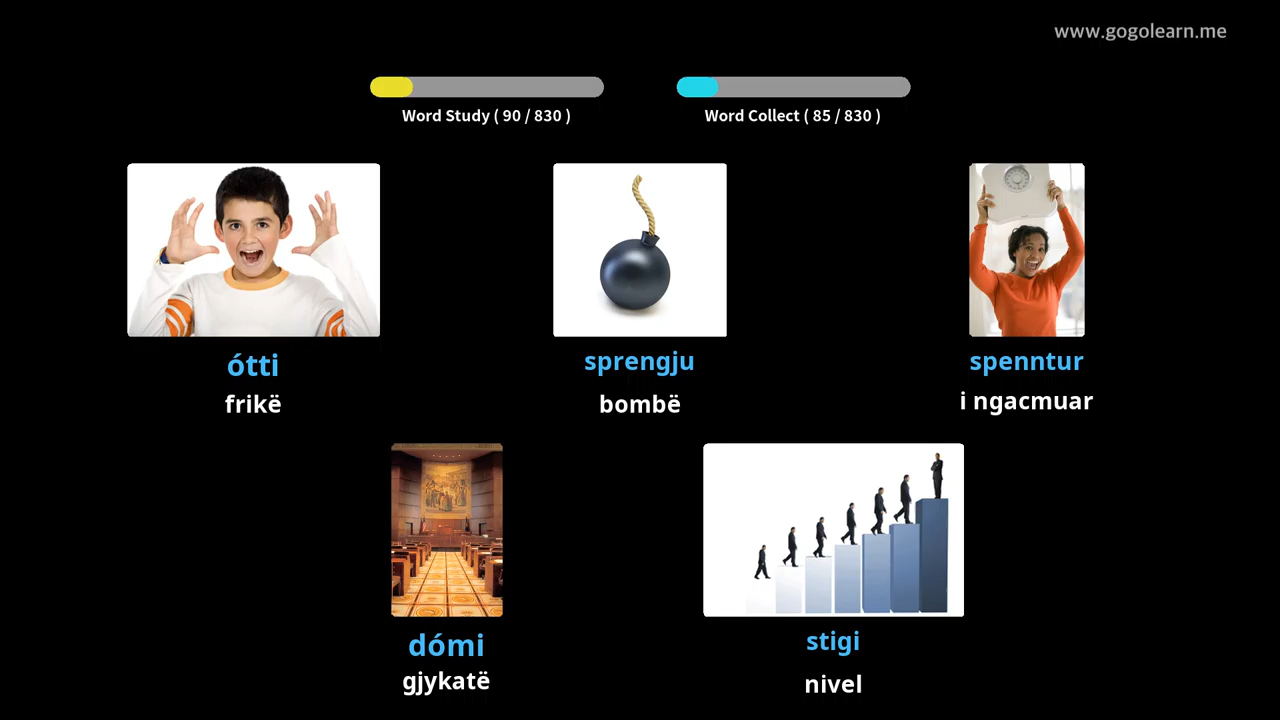 www.gogolearn.me
Word Study ( 90 / 830 )
Word Collect ( 85 / 830 )
ótti
frikë
sprengju
bombë
spenntur
i ngacmuar
dómi
gjykatë
stigi
nivel